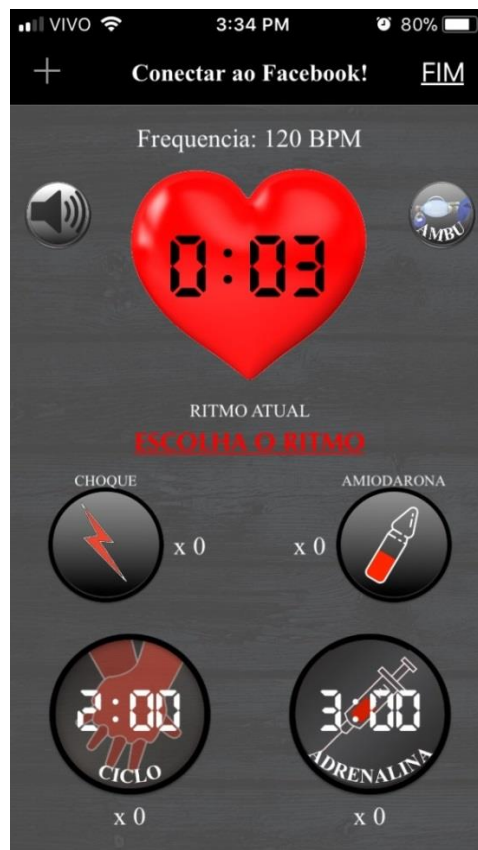 VIVO 3:34 PM 80%
Conectar ao Facebook! FIM
Frequencia: 120 BPM
AMBU
0:03
RITMO ATUAL
ESCOLHA O RITMO
CHOQUE AMIODARONA
x 0 x 0
2:00 3:00
CICLO ADRENALINA
x 0 x 0